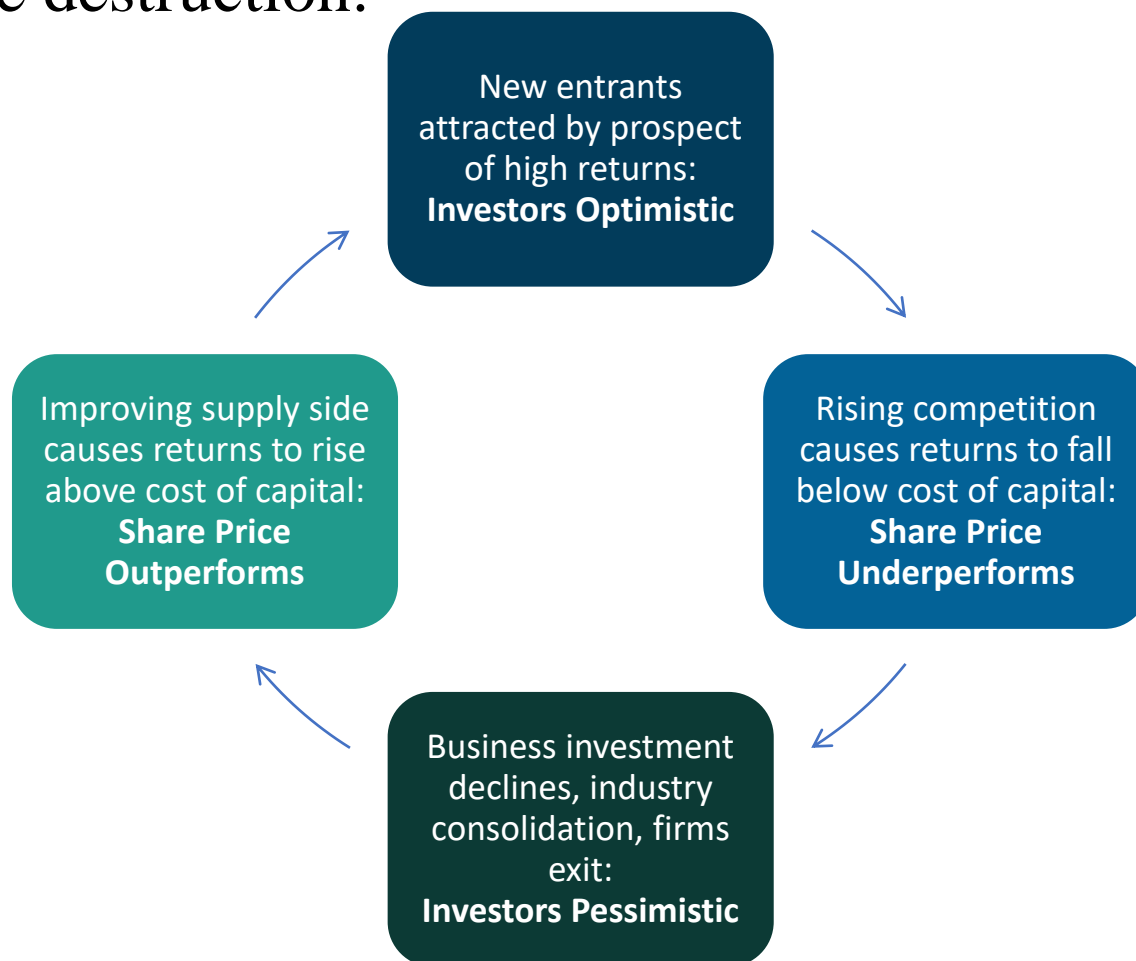 destruction.
New entrants
attracted by prospect
of high returns:
Investors Optimistic
Improving supply side
causes returns to rise
above cost of capital:
Share Price
Outperforms
Rising competition
causes returns to fall
below cost of capital:
Share Price
Underperforms
Business investment
declines, industry
consolidation, firms
exit:
Investors Pessimistic